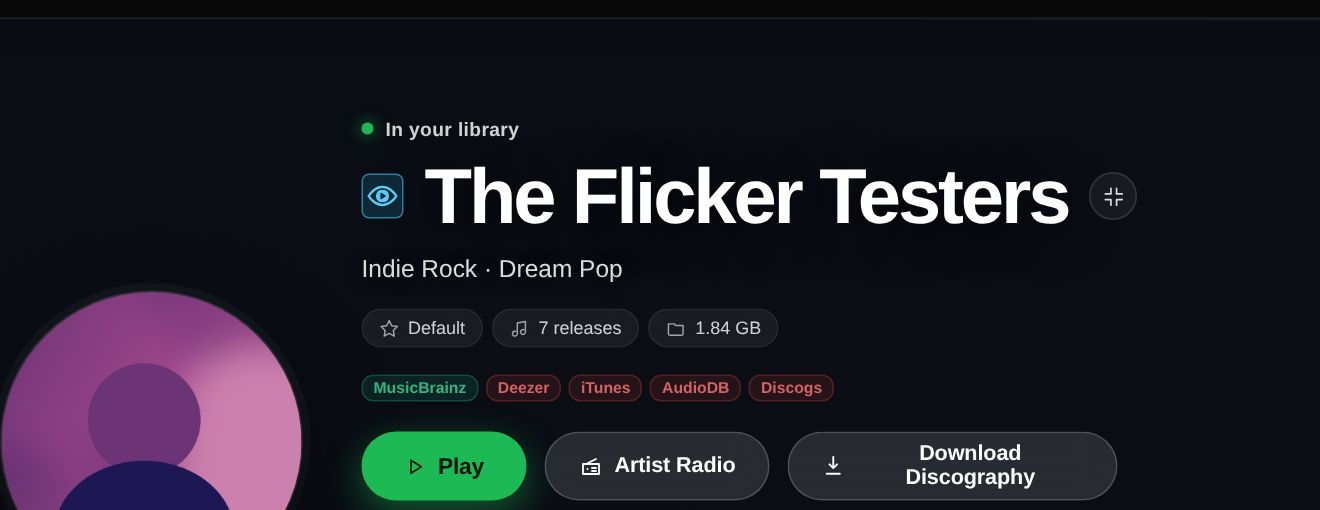 In your library
The Flicker Testers
Indie Rock · Dream Pop
Default 7 releases 1.84 GB
MusicBrainz Deezer iTunes AudioDB Discogs
Play Artist Radio Download
Discography